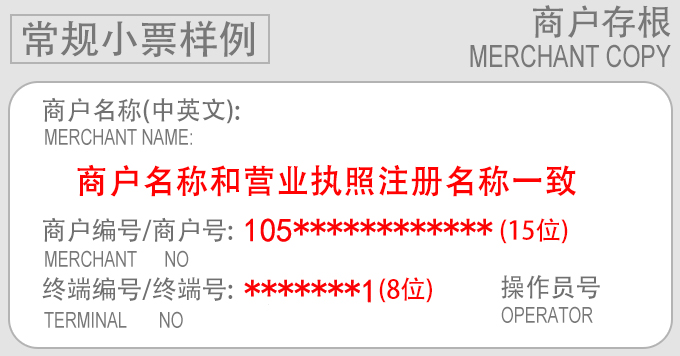 常规小票样例
商户存根
MERCHANT COPY
商户名称(中英文):
MERCHANT NAME:
商户名称和营业执照注册名称一致
商户编号/商户号: 105************ (15位)
MERCHANT NO
终端编号/终端号: *******1(8位) 操作员号
TERMINAL NO OPERATOR